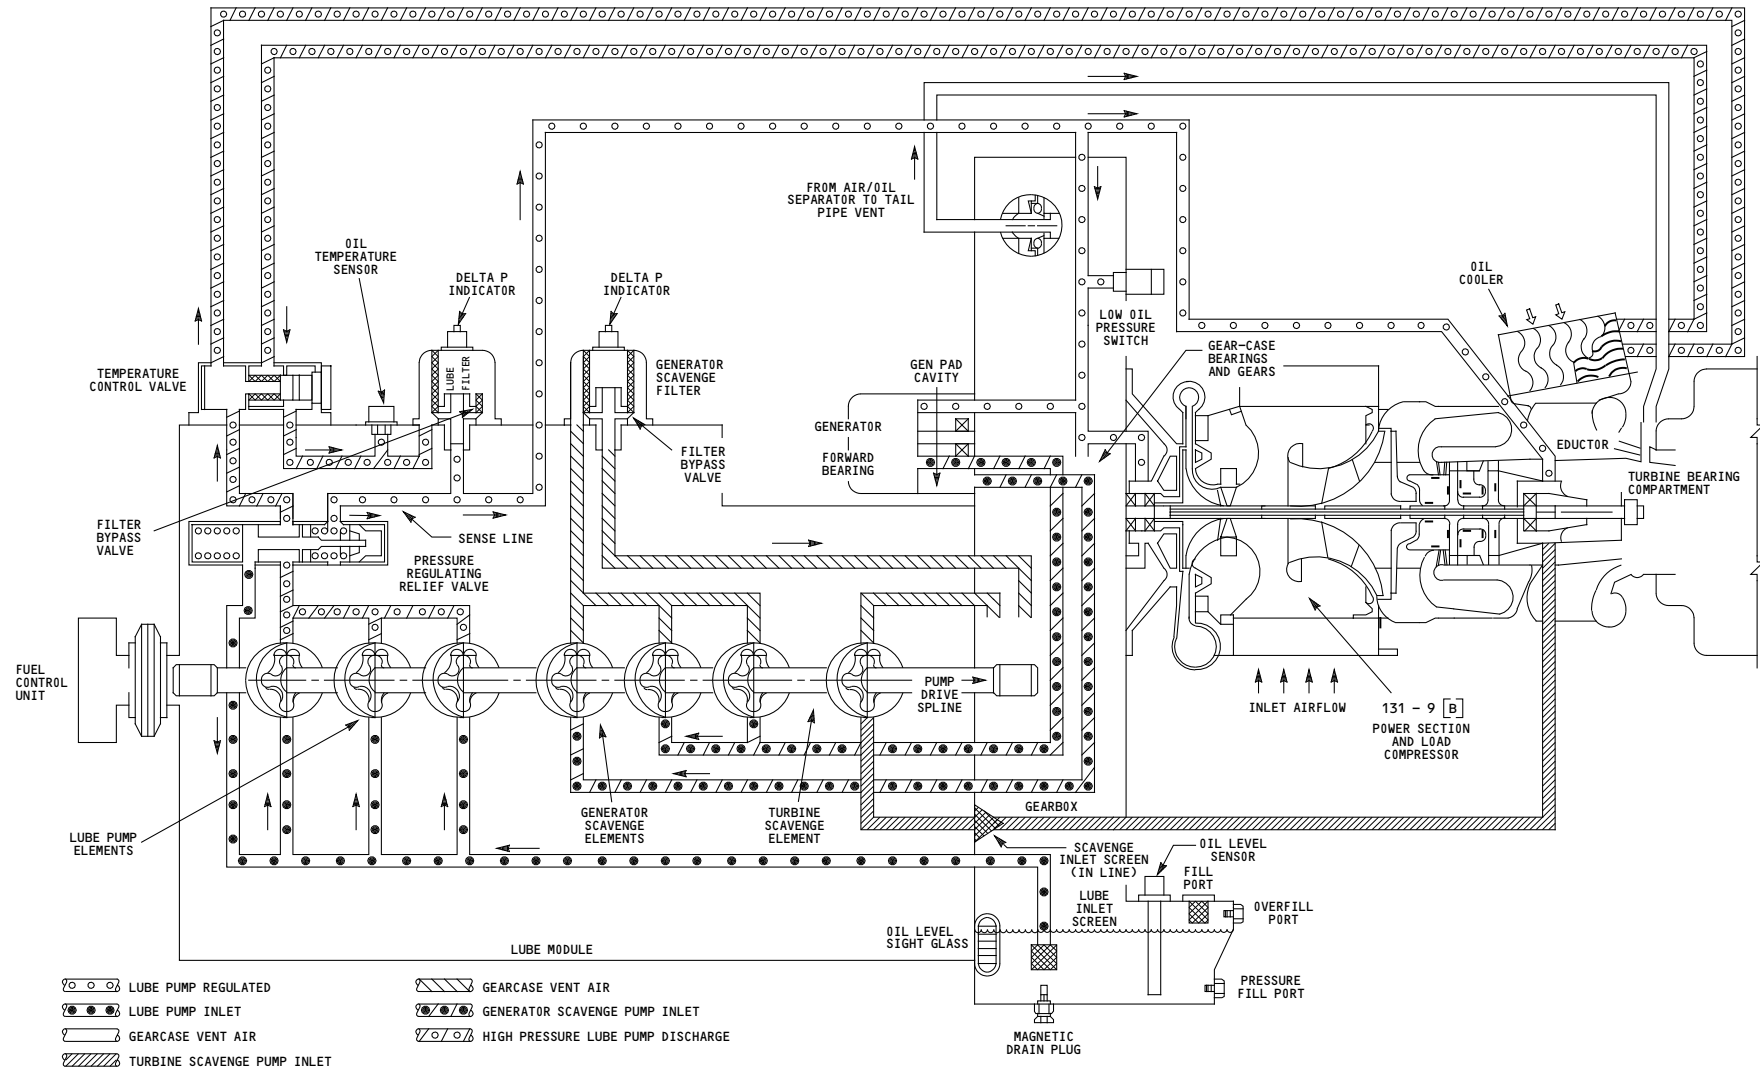 FROM AIR/OIL
SEPARATOR TO TAIL
PIPE VENT
OIL
TEMPERATURE
SENSOR
DELTA P
INDICATOR
DELTA P
INDICATOR
OIL
COOLER
LOW OIL
PRESSURE
SWITCH
TEMPERATURE
CONTROL VALVE
LUBE
FILTER
GENERATOR
SCAVENGE
FILTER
GEN PAD
CAVITY
GEAR-CASE
BEARINGS
AND GEARS
GENERATOR
FORWARD
BEARING
FILTER
BYPASS
VALVE
EDUCTOR
TURBINE BEARING
COMPARTMENT
FILTER
BYPASS
VALVE
SENSE LINE
PRESSURE
REGULATING
RELIEF VALVE
FUEL
CONTROL
UNIT
PUMP
DRIVE
SPLINE
INLET AIRFLOW
131 - 9 B
POWER SECTION
AND LOAD
COMPRESSOR
LUBE PUMP
ELEMENTS
GENERATOR
SCAVENGE
ELEMENTS
TURBINE
SCAVENGE
ELEMENT
GEARBOX
SCAVENGE
INLET SCREEN
(IN LINE)
OIL LEVEL
SENSOR
FILL
PORT
LUBE
INLET
SCREEN
OVERFILL
PORT
OIL LEVEL
SIGHT GLASS
LUBE MODULE
PRESSURE
FILL PORT
MAGNETIC
DRAIN PLUG
LUBE PUMP REGULATED
LUBE PUMP INLET
GEARCASE VENT AIR
TURBINE SCAVENGE PUMP INLET
GEARCASE VENT AIR
GENERATOR SCAVENGE PUMP INLET
HIGH PRESSURE LUBE PUMP DISCHARGE